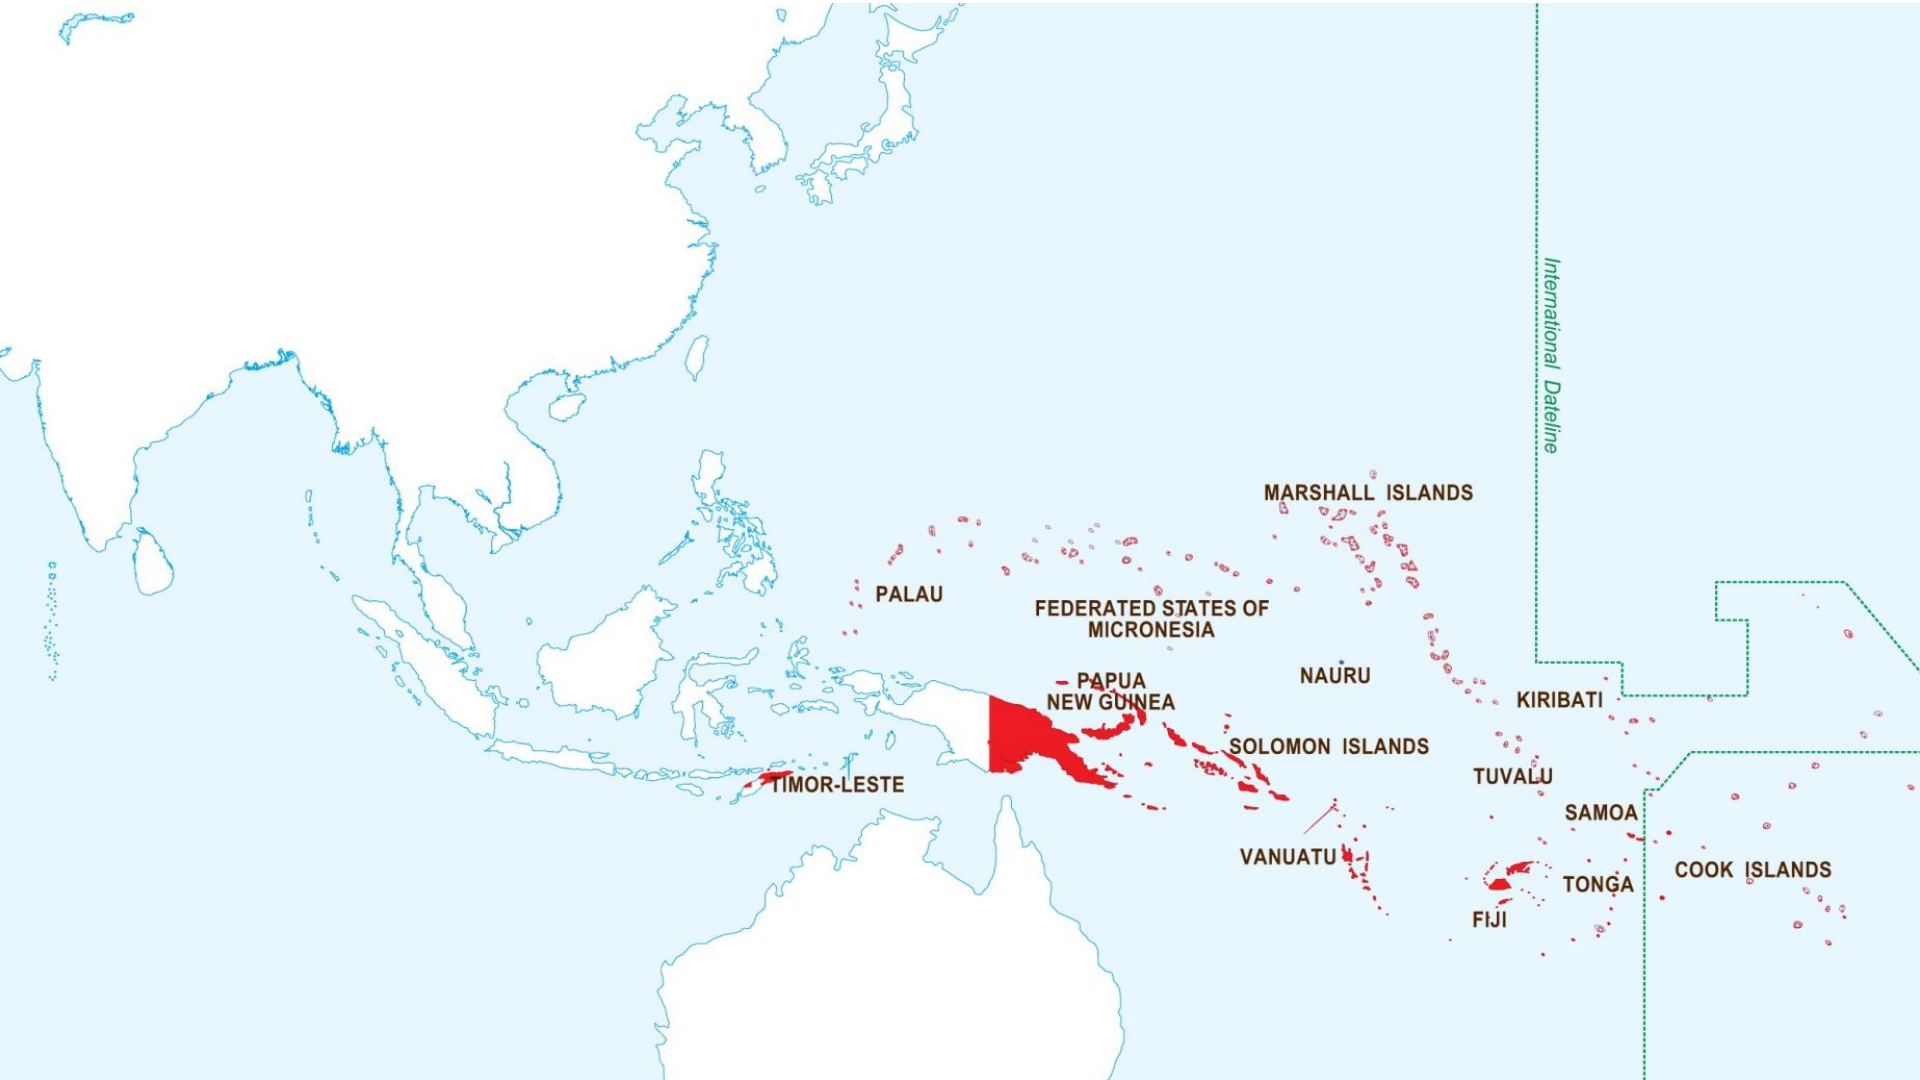 International Dateline
MARSHALL ISLANDS
PALAU
FEDERATED STATES OF
MICRONESIA
NAURU
PAPUA
NEW GUINEA
KIRIBATI
SOLOMON ISLANDS
TIMOR-LESTE
TUVALU
SAMOA
VANUATU
COOK ISLANDS
TONGA
FIJI